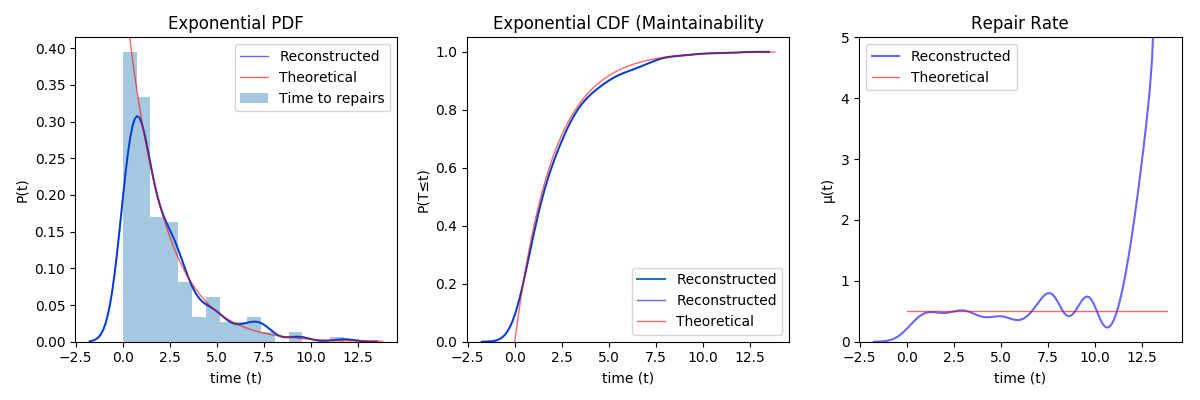 Exponential PDF
P(t)
0.40
0.35
0.30
0.25
0.20
0.15
0.10
0.05
0.00
Reconstructed
Theoretical
Time to repairs
−2.5 0.0 2.5 5.0 7.5 10.0 12.5
time (t)
Exponential CDF (Maintainability
P(T≤t)
1.0
0.8
0.6
0.4
0.2
0.0
Reconstructed
Reconstructed
Theoretical
−2.5 0.0 2.5 5.0 7.5 10.0 12.5
time (t)
Repair Rate
μ(t)
5
4
3
2
1
0
Reconstructed
Theoretical
−2.5 0.0 2.5 5.0 7.5 10.0 12.5
time (t)